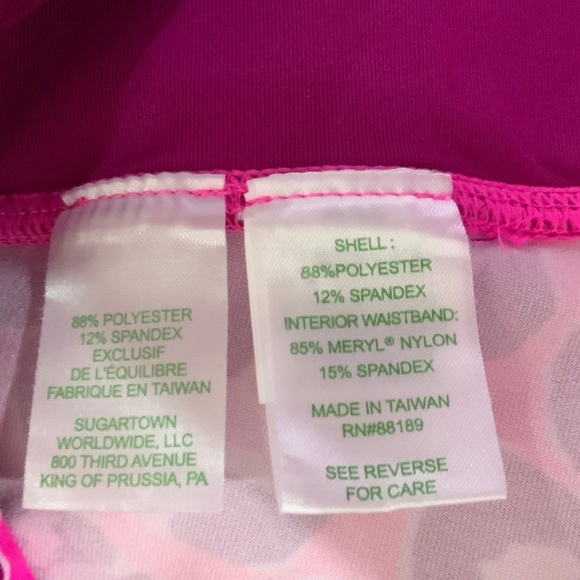 88% POLYESTER
12% SPANDEX
EXCLUSIF
DE L'ÉQUILIBRE
FABRIQUE EN TAIWAN
SUGARTOWN
WORLDWIDE, LLC
800 THIRD AVENUE
KING OF PRUSSIA, PA
SHELL :
88%POLYESTER
12% SPANDEX
INTERIOR WAISTBAND:
85% MERYL® NYLON
15% SPANDEX
MADE IN TAIWAN
RN#88189
SEE REVERSE
FOR CARE